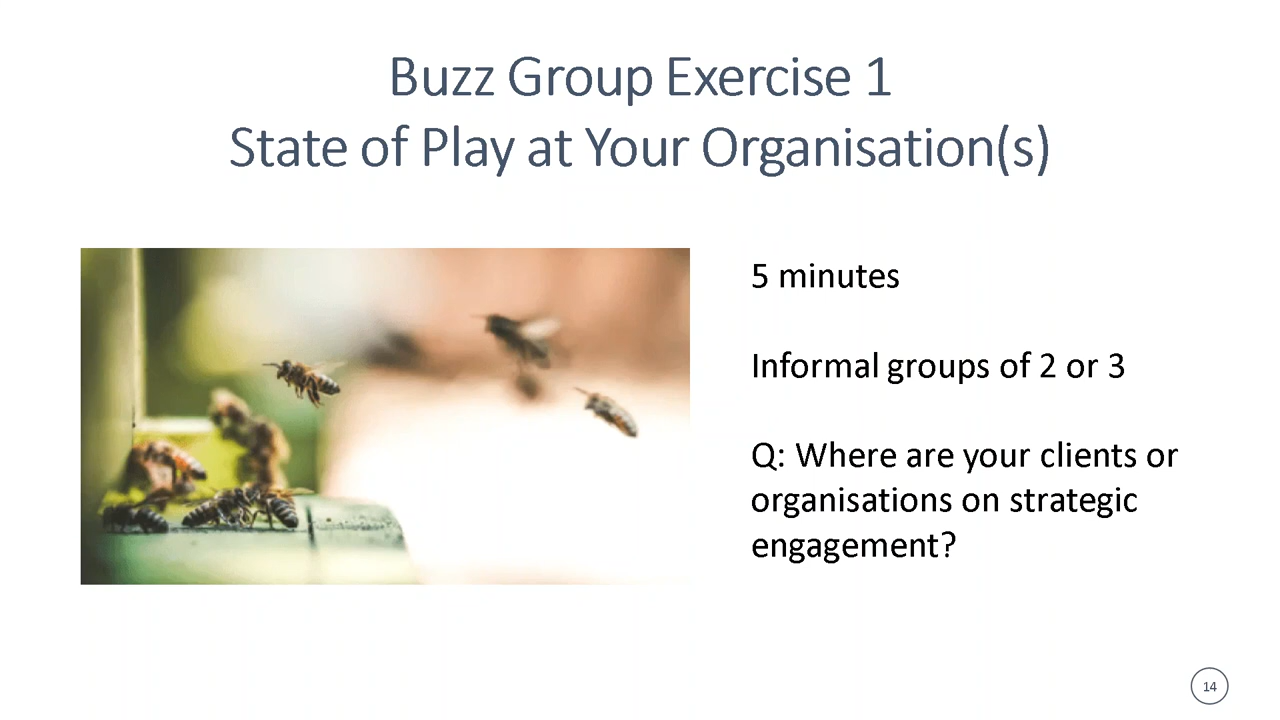 Buzz Group Exercise 1
State of Play at Your Organisation(s)
5 minutes
Informal groups of 2 or 3
Q: Where are your clients or
organisations on strategic
engagement?
14